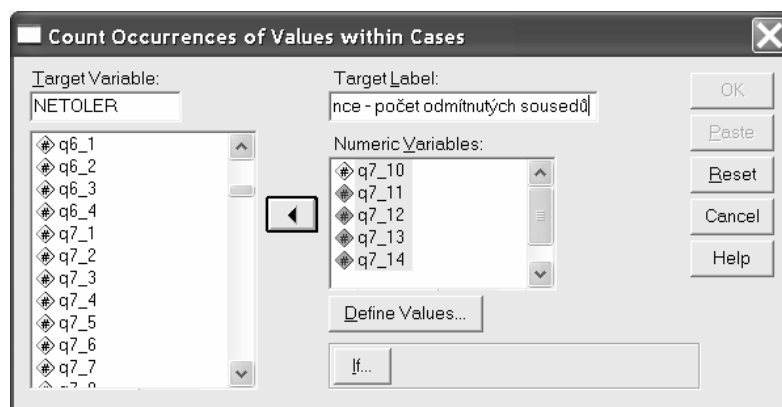 Count Occurrences of Values within Cases
Target Variable:
NETOLER
Target Label:
nce - počet odmítnutých sousedů
q6_1
q6_2
q6_3
q6_4
q7_1
q7_2
q7_3
q7_4
q7_5
q7_6
q7_7
Numeric Variables:
q7_10
q7_11
q7_12
q7_13
q7_14
Define Values...
If...
OK
Paste
Reset
Cancel
Help